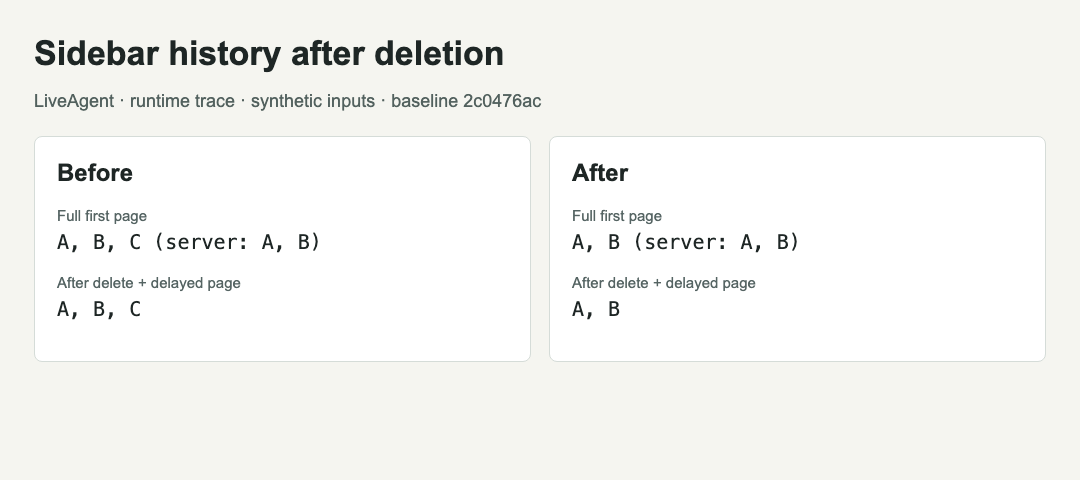 Sidebar history after deletion
LiveAgent · runtime trace · synthetic inputs · baseline 2c0476ac
Before
Full first page
A, B, C (server: A, B)
After delete + delayed page
A, B, C
After
Full first page
A, B (server: A, B)
After delete + delayed page
A, B